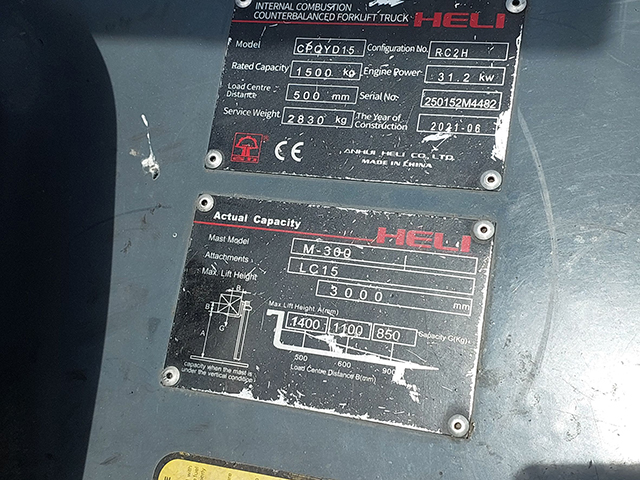 INTERNAL COMBUSTION
COUNTERBALANCED FORKLIFT TRUCK HELI
Model CPQYD15 Configuration No. RC2H
Rated Capacity 1500 kg Engine Power 31.2 kw
Load Centre Distance 500 mm Serial No. 250152M4482
Service Weight 2830 kg The Year of Construction 2021-06
CE ANHUI HELI CO., LTD.
MADE IN CHINA
Actual Capacity HELI
Mast Model M-300
Attachments LC15
Max. Lift Height 3000 mm
Max. Lift Height, A(mm)
B
B
G
A
1400 1100 850 Capacity G(Kg)
500 600 900
Load Centre Distance B(mm)
capacity when the mast is
under the vertical condition